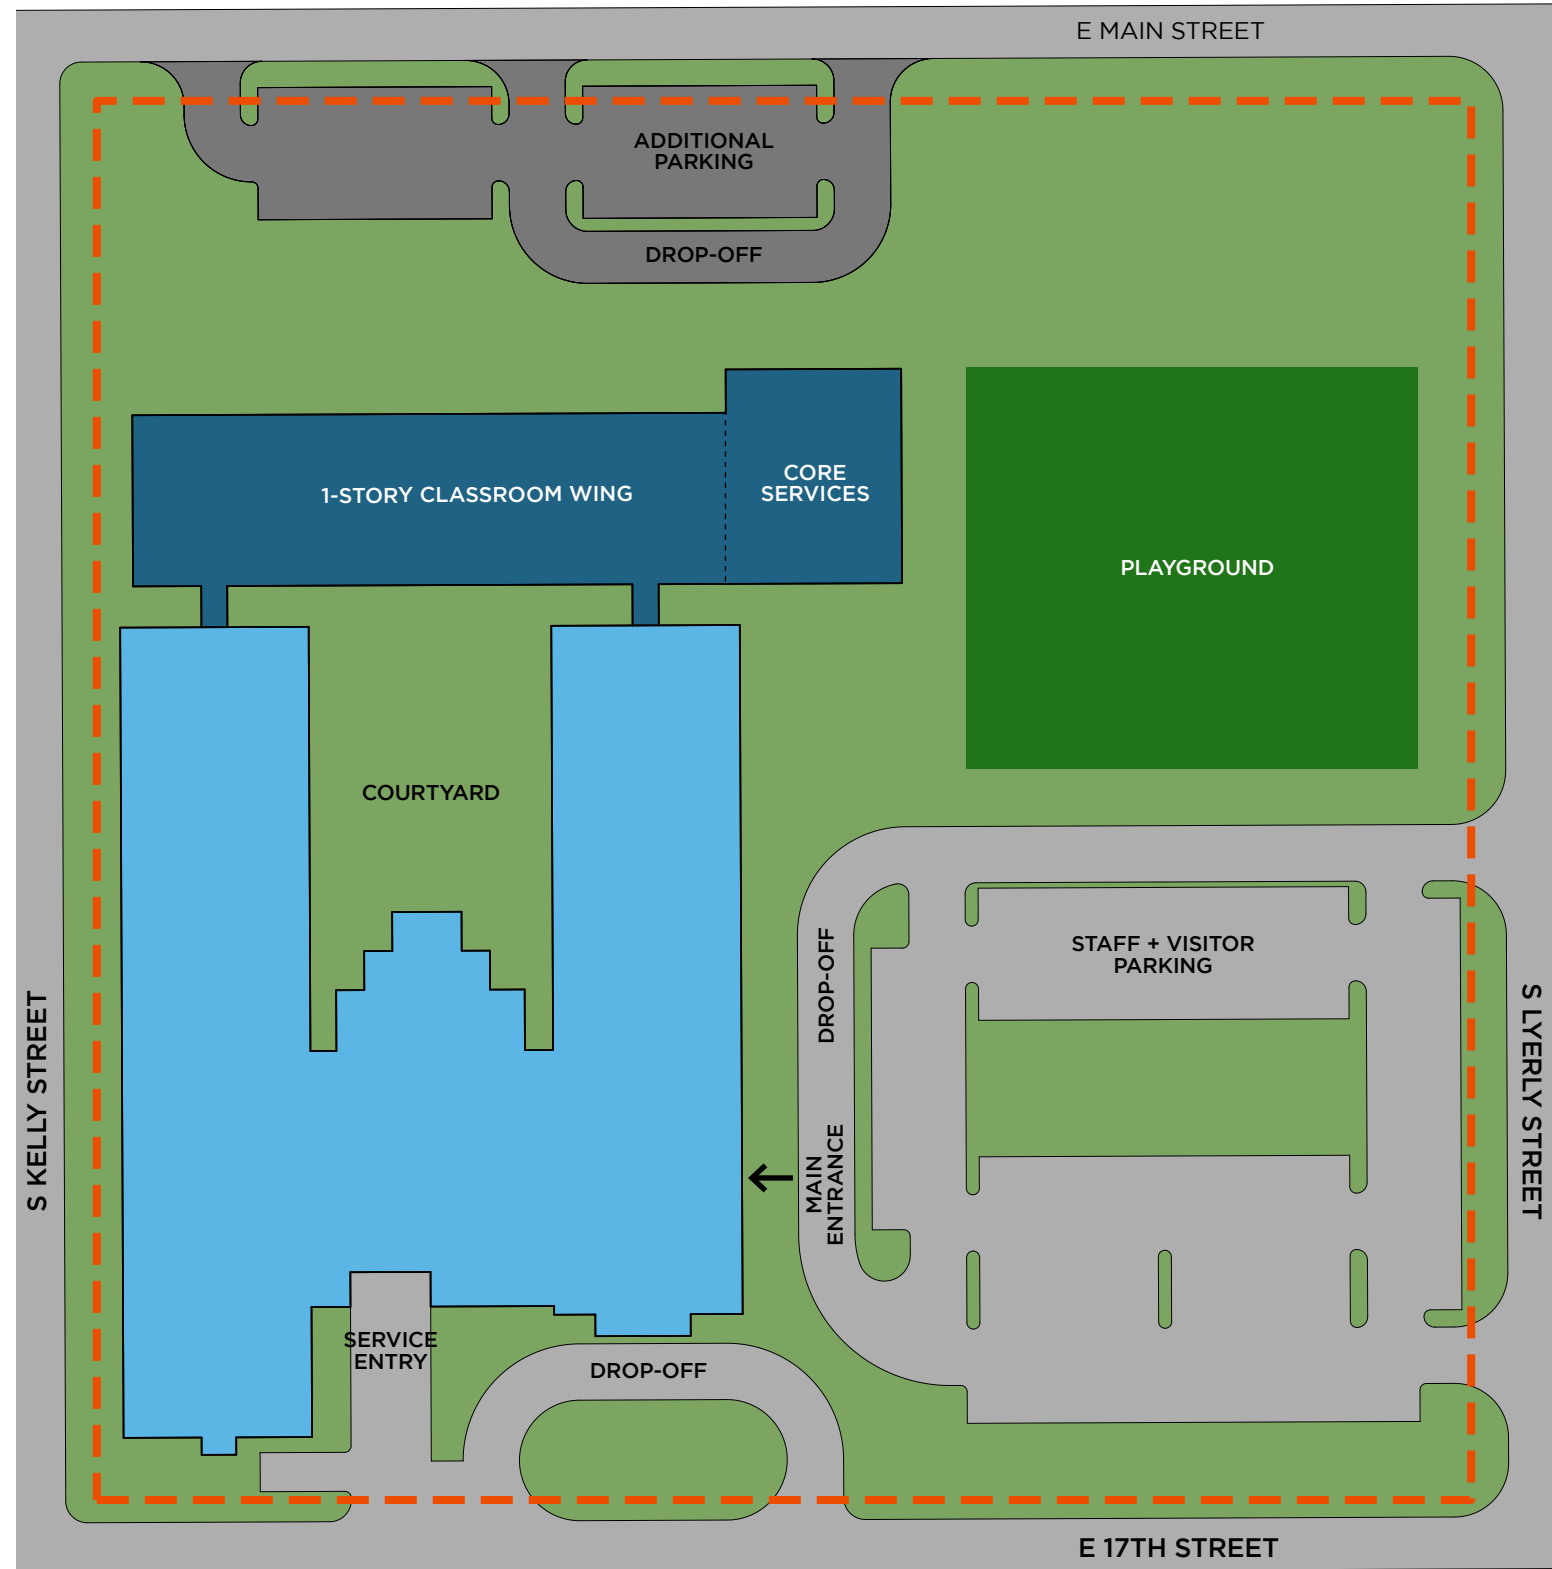 E MAIN STREET
ADDITIONAL
PARKING
DROP-OFF
1-STORY CLASSROOM WING
CORE
SERVICES
PLAYGROUND
COURTYARD
DROP-OFF
STAFF + VISITOR
PARKING
S KELLY STREET
S LYERLY STREET
MAIN
ENTRANCE
SERVICE
ENTRY
DROP-OFF
E 17TH STREET